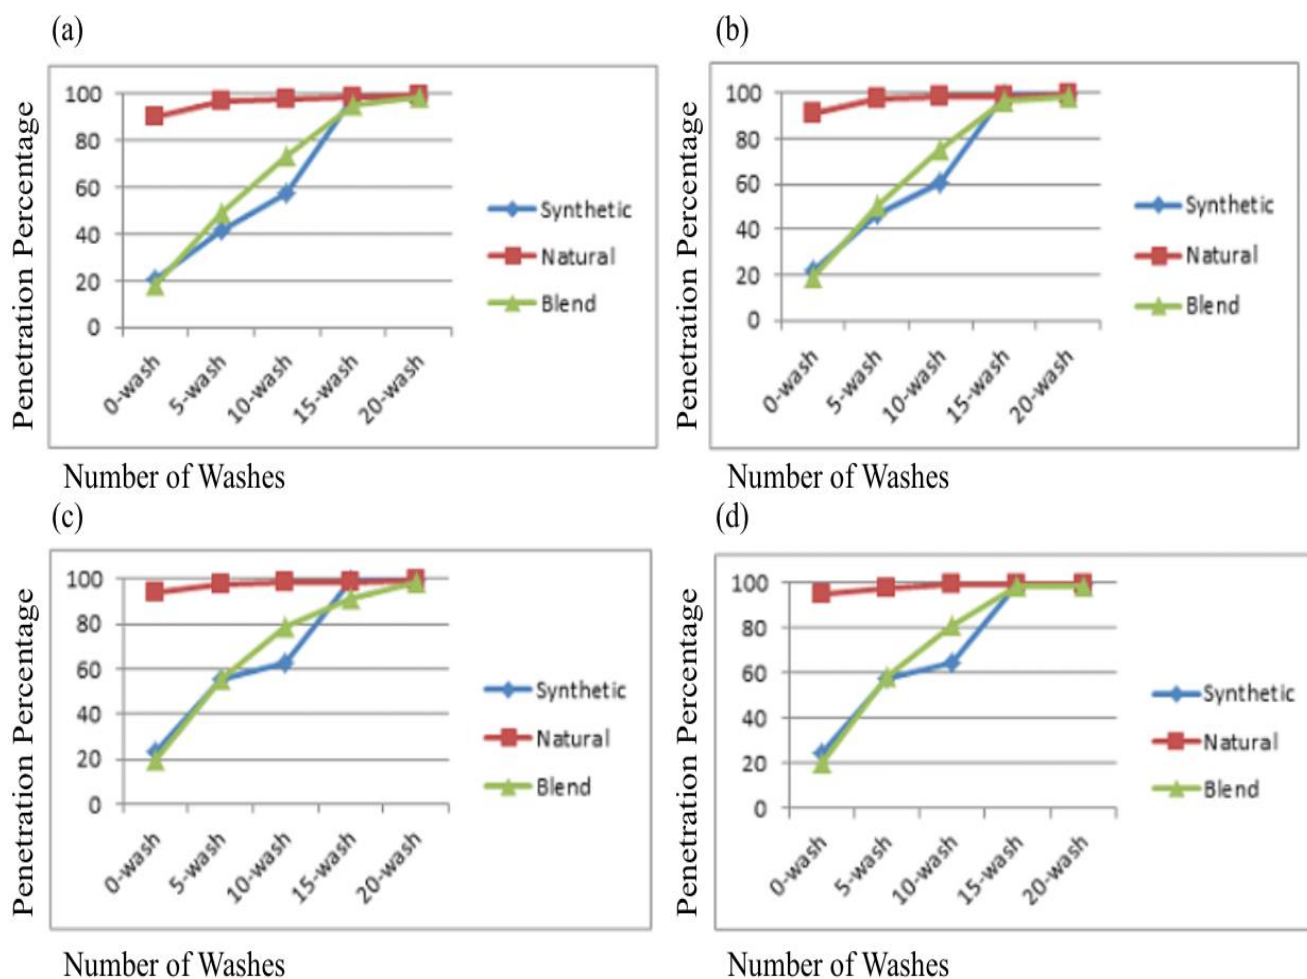 (a)
Penetration Percentage
100
80
60
40
20
0
0-wash
5-wash
10-wash
15-wash
20-wash
Synthetic
Natural
Blend
Number of Washes
(b)
Penetration Percentage
100
80
60
40
20
0
0-wash
5-wash
10-wash
15-wash
20-wash
Synthetic
Natural
Blend
Number of Washes
(c)
Penetration Percentage
100
80
60
40
20
0
0-wash
5-wash
10-wash
15-wash
20-wash
Synthetic
Natural
Blend
Number of Washes
(d)
Penetration Percentage
100
80
60
40
20
0
0-wash
5-wash
10-wash
15-wash
20-wash
Synthetic
Natural
Blend
Number of Washes